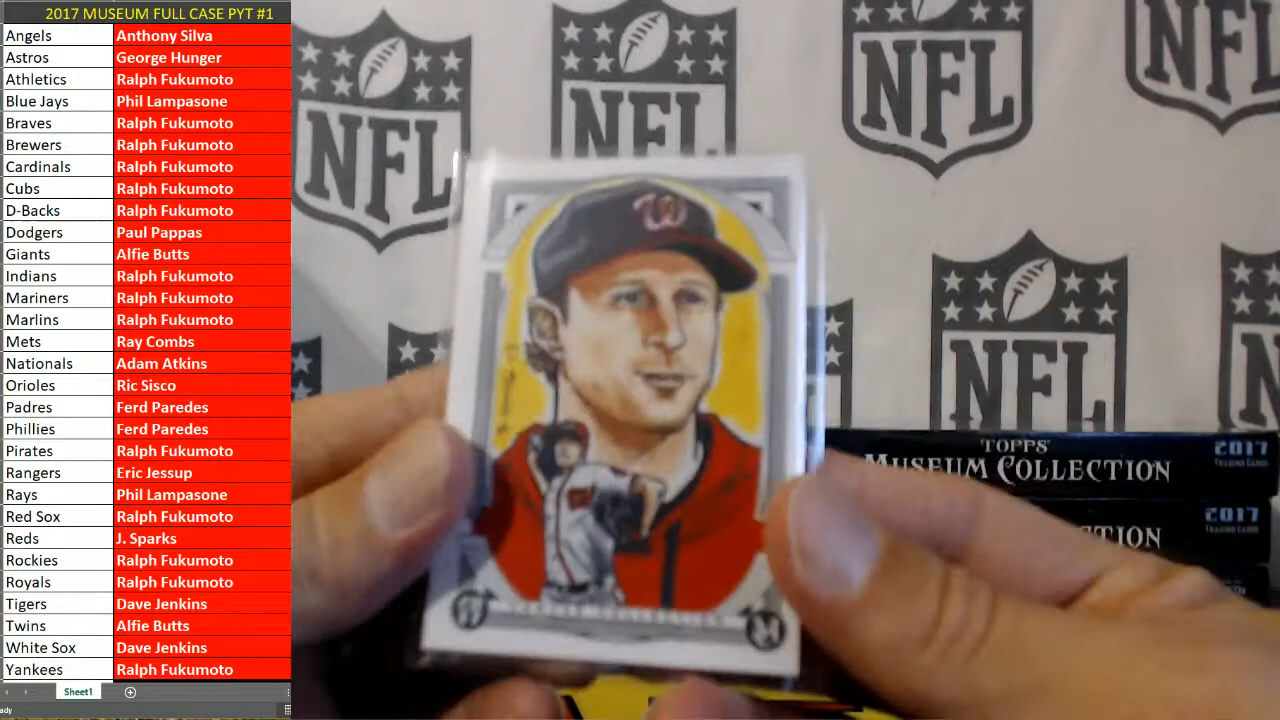 2017 MUSEUM FULL CASE PYT #1
Angels Anthony Silva
Astros George Hunger
Athletics Ralph Fukumoto
Blue Jays Phil Lampasone
Braves Ralph Fukumoto
Brewers Ralph Fukumoto
Cardinals Ralph Fukumoto
Cubs Ralph Fukumoto
D-Backs Ralph Fukumoto
Dodgers Paul Pappas
Giants Alfie Butts
Indians Ralph Fukumoto
Mariners Ralph Fukumoto
Marlins Ralph Fukumoto
Mets Ray Combs
Nationals Adam Atkins
Orioles Ric Sisco
Padres Ferd Paredes
Phillies Ferd Paredes
Pirates Ralph Fukumoto
Rangers Eric Jessup
Rays Phil Lampasone
Red Sox Ralph Fukumoto
Reds J. Sparks
Rockies Ralph Fukumoto
Royals Ralph Fukumoto
Tigers Dave Jenkins
Twins Alfie Butts
White Sox Dave Jenkins
Yankees Ralph Fukumoto
Sheet1
ady
NFL
NFL
NFL
NFL
NFL
W
TOPPS
MUSEUM COLLECTION
2017
TRADING CARDS
2017
TRADING CARDS